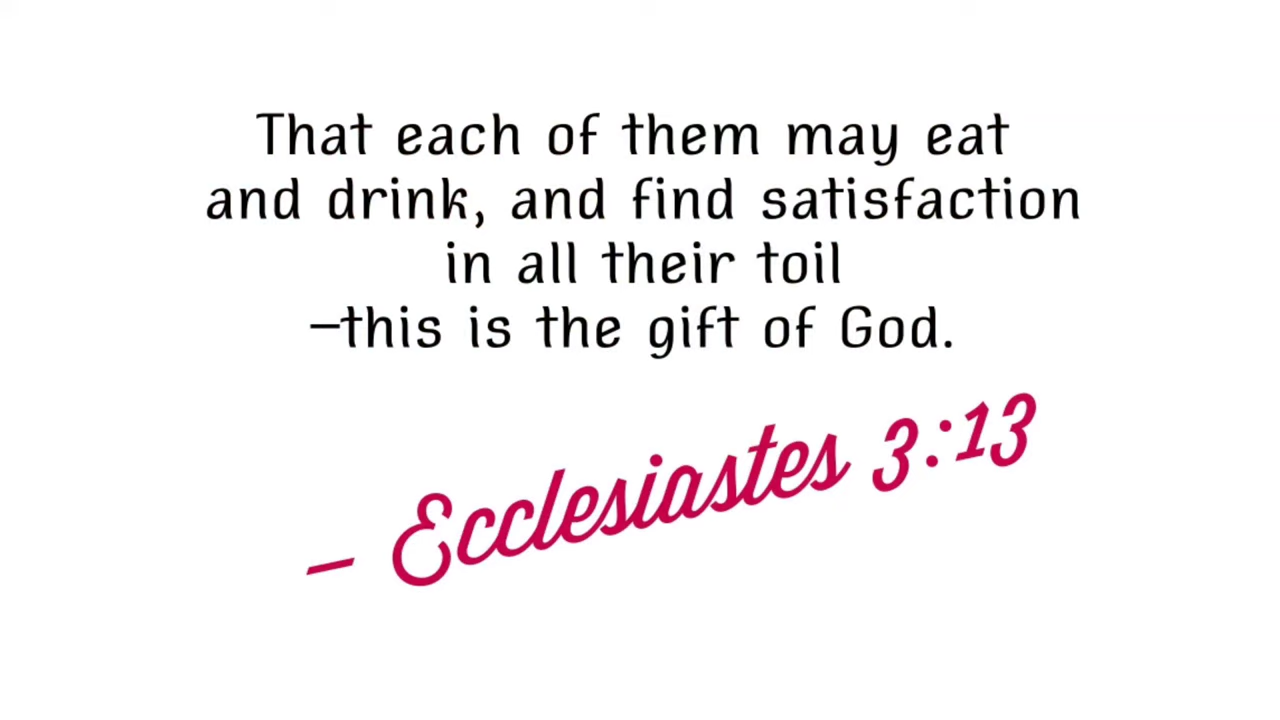 That each of them may eat
and drink, and find satisfaction
in all their toil
—this is the gift of God.
– Ecclesiastes 3:13